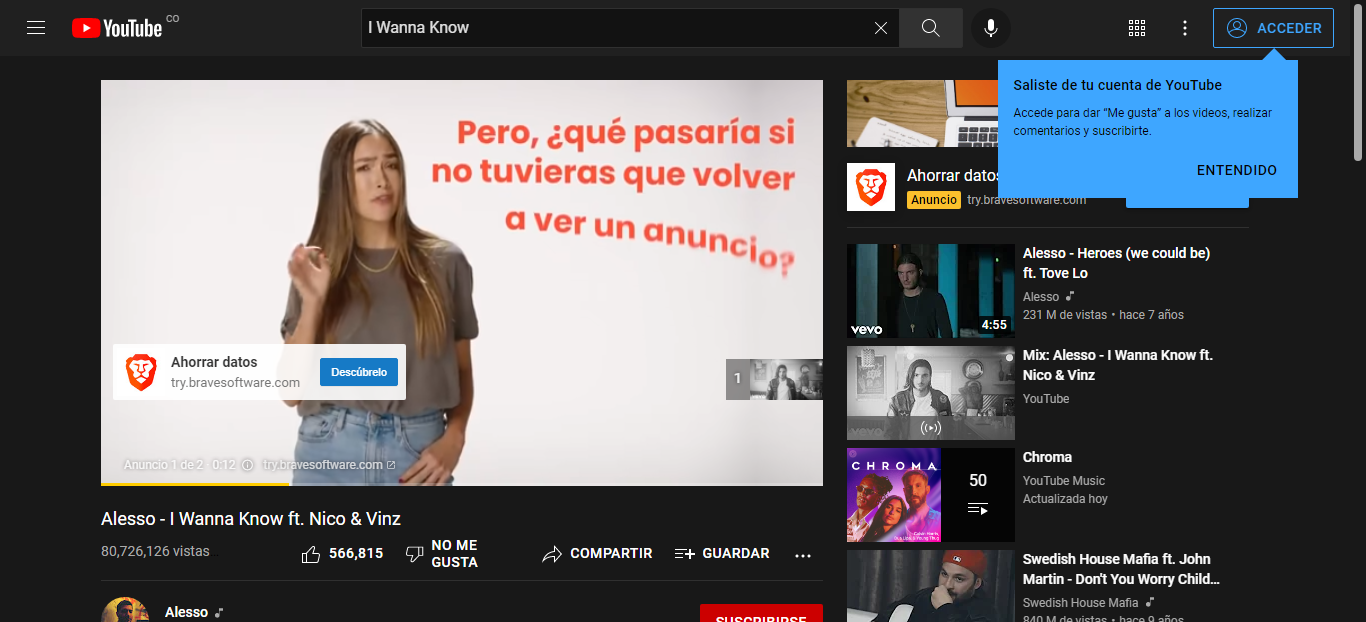 YouTube CO
I Wanna Know
ACCEDER
Saliste de tu cuenta de YouTube
Accede para dar “Me gusta” a los videos, realizar
comentarios y suscribirte.
ENTENDIDO
Pero, ¿qué pasaría si
no tuvieras que volver
a ver un anuncio?
Ahorrar datos
try.bravesoftware.com
Descúbrelo
1
Anuncio 1 de 2 · 0:12
try.bravesoftware.com
Alesso - I Wanna Know ft. Nico & Vinz
80,726,126 vistas
566,815
NO ME
GUSTA
COMPARTIR
GUARDAR
Alesso
SUSCRIBIRSE
Ahorrar datos
Anuncio
try.bravesoftware.com
vevo
4:55
Alesso - Heroes (we could be)
ft. Tove Lo
Alesso
231 M de vistas • hace 7 años
vevo
Mix: Alesso - I Wanna Know ft.
Nico & Vinz
YouTube
CHROMA
50
Chroma
YouTube Music
Actualizada hoy
Swedish House Mafia ft. John
Martin - Don't You Worry Child...
Swedish House Mafia
840 M de vistas • hace 9 años